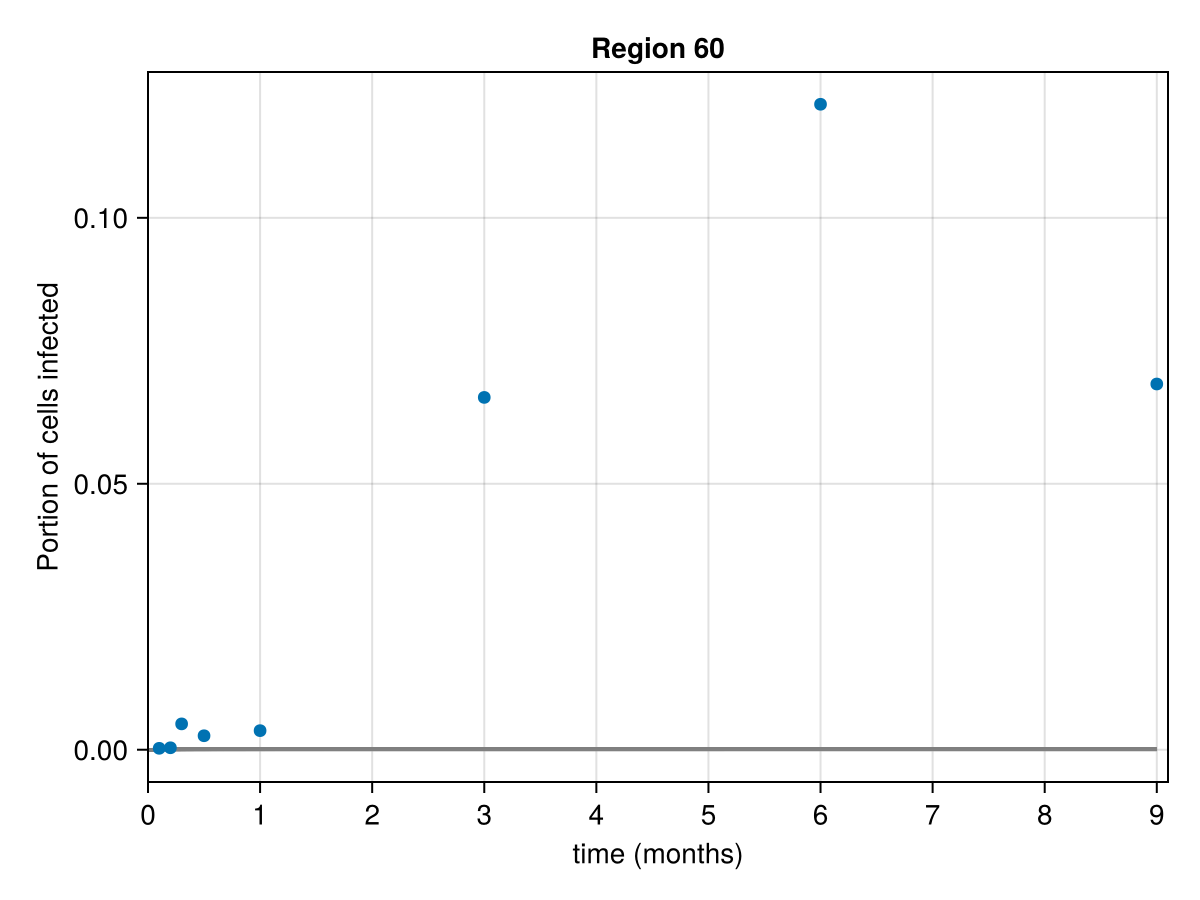 Region 60
Portion of cells infected
0.10
0.05
0.00
0 1 2 3 4 5 6 7 8 9
time (months)